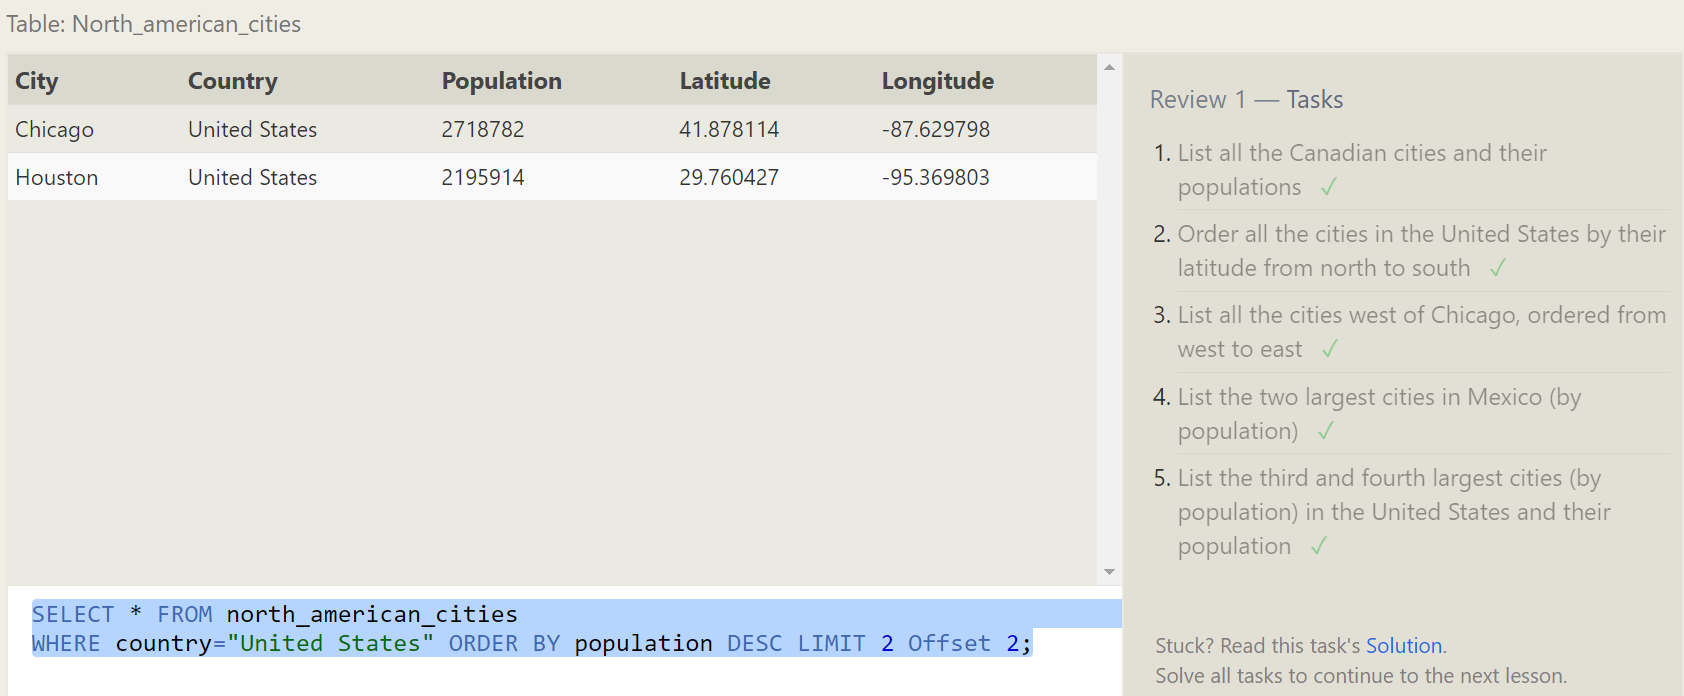 Table: North_american_cities
City Country Population Latitude Longitude
Chicago United States 2718782 41.878114 -87.629798
Houston United States 2195914 29.760427 -95.369803
SELECT * FROM north_american_cities
WHERE country="United States" ORDER BY population DESC LIMIT 2 Offset 2;
Review 1 — Tasks
1. List all the Canadian cities and their
populations ✓
2. Order all the cities in the United States by their
latitude from north to south ✓
3. List all the cities west of Chicago, ordered from
west to east ✓
4. List the two largest cities in Mexico (by
population) ✓
5. List the third and fourth largest cities (by
population) in the United States and their
population ✓
Stuck? Read this task's Solution.
Solve all tasks to continue to the next lesson.